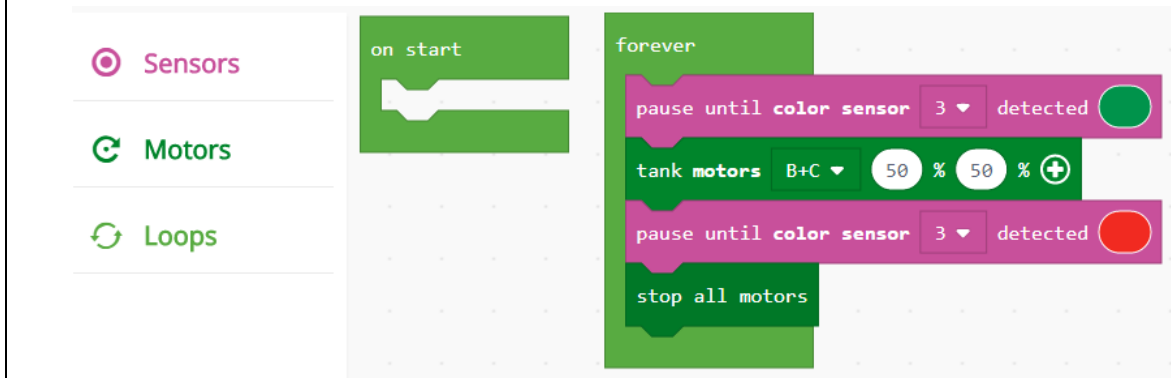 Sensors
Motors
Loops
on start
forever
pause until color sensor 3 detected
tank motors B+C 50 % 50 %
pause until color sensor 3 detected
stop all motors